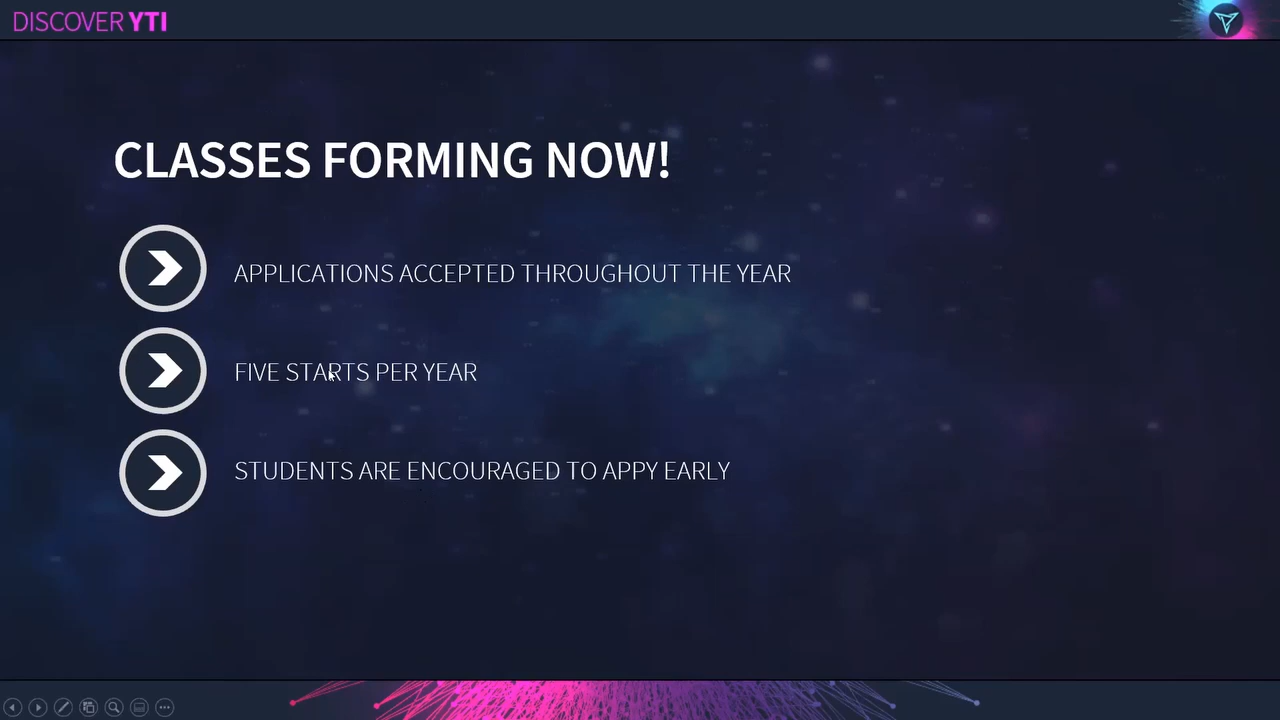 DISCOVER YTI
CLASSES FORMING NOW!
APPLICATIONS ACCEPTED THROUGHOUT THE YEAR
FIVE STARTS PER YEAR
STUDENTS ARE ENCOURAGED TO APPY EARLY